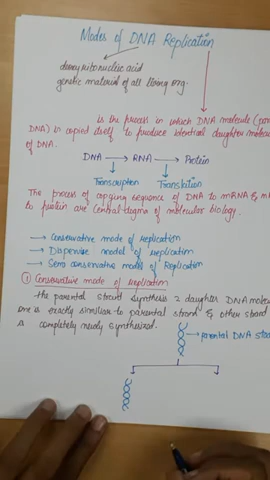 Modes of DNA Replication
deoxyribonucleic acid
genetic material of all living org.
is the process in which DNA molecule (par
DNA) is copied itself to produce identical daughter molecu
of DNA.
DNA → RNA → Protein
Transcription Translation
The process of copying sequence of DNA to mRNA & m
to protein are central dogma of molecular biology.
→ Conservative mode of replication
→ Dispersive model of replication
→ Semi conservative model of Replication
① Conservative mode of replication
the parental strand synthesis 2 daughter DNA molec
one is exactly similar to parental strand & other strand
is completely newly synthesized.
→ parental DNA stra